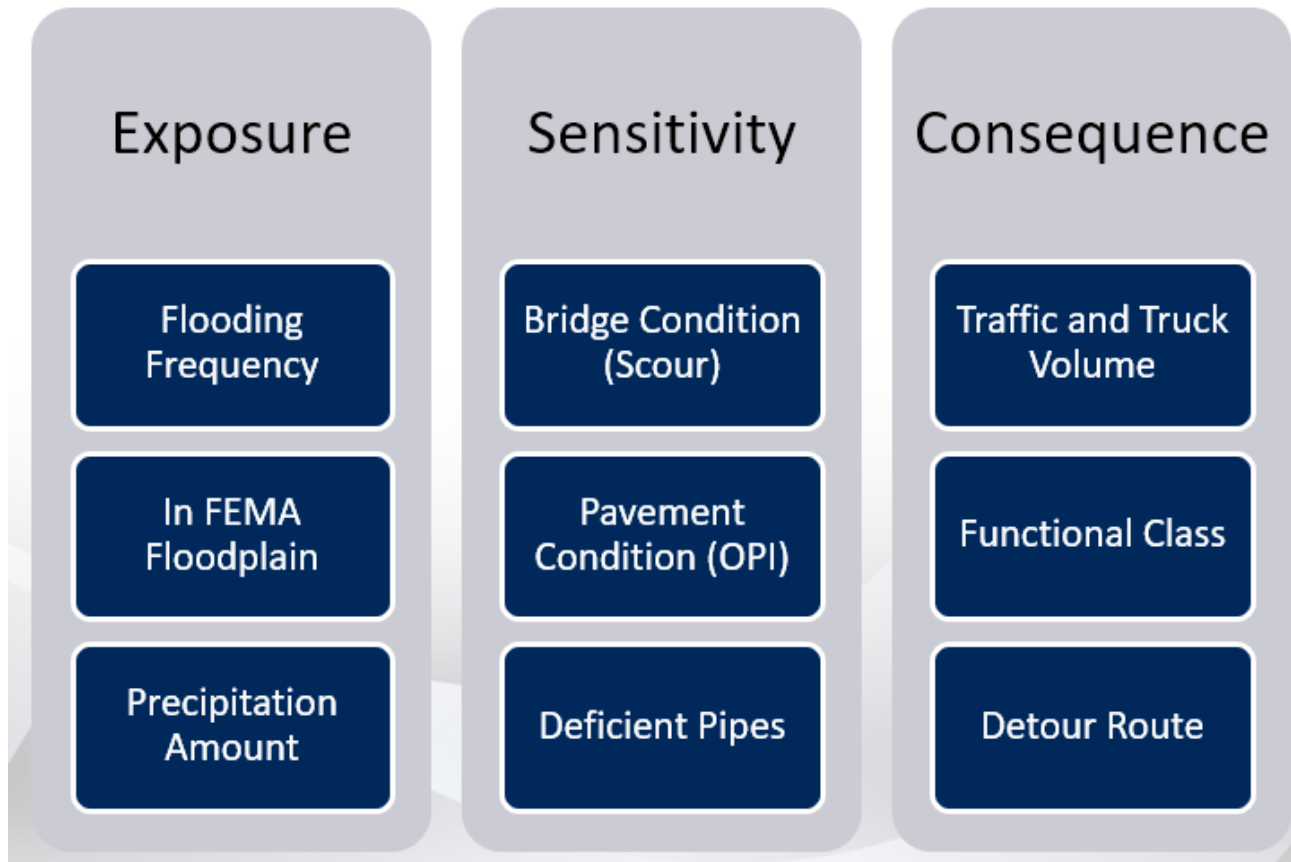 Exposure
Flooding
Frequency
In FEMA
Floodplain
Precipitation
Amount
Sensitivity
Bridge Condition
(Scour)
Pavement
Condition (OPI)
Deficient Pipes
Consequence
Traffic and Truck
Volume
Functional Class
Detour Route